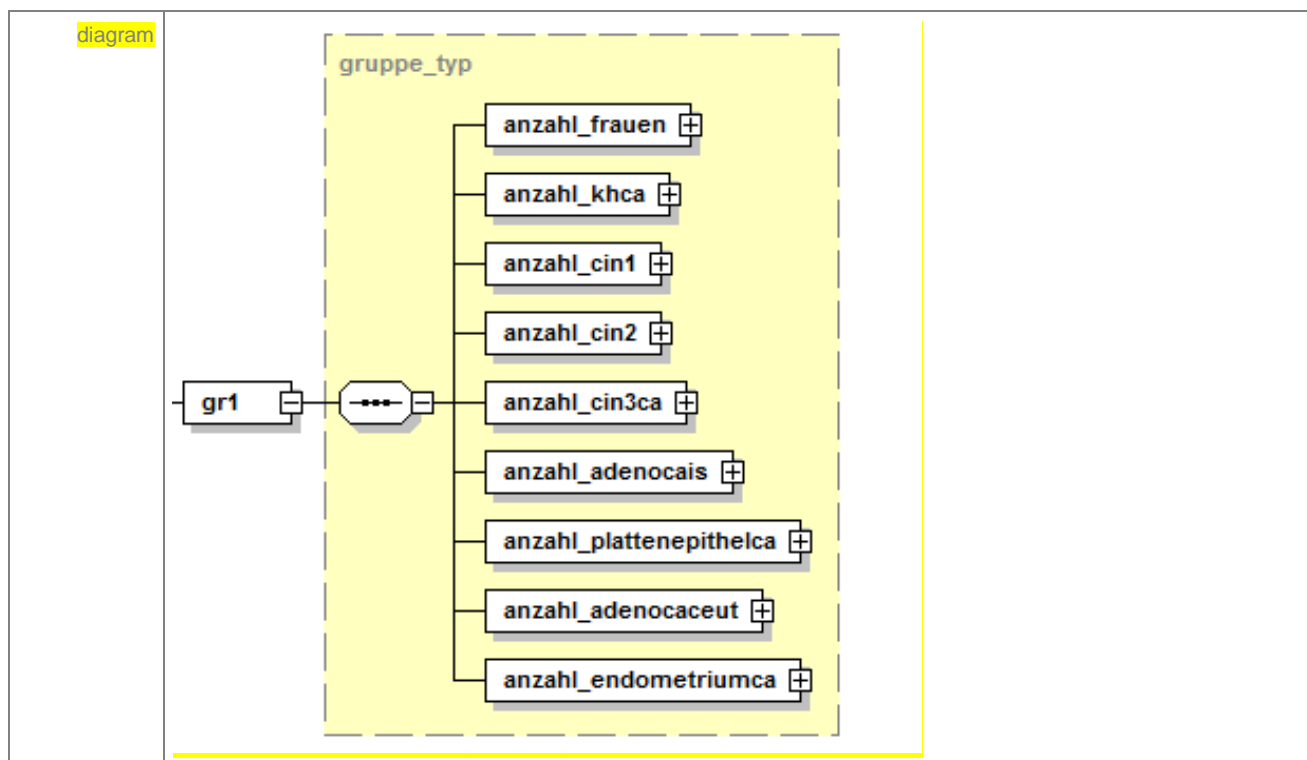 diagram
gruppe_typ
anzahl_frauen
anzahl_khca
anzahl_cin1
anzahl_cin2
gr1
anzahl_cin3ca
anzahl_adenocais
anzahl_plattenepithelca
anzahl_adenocaceut
anzahl_endometriumca